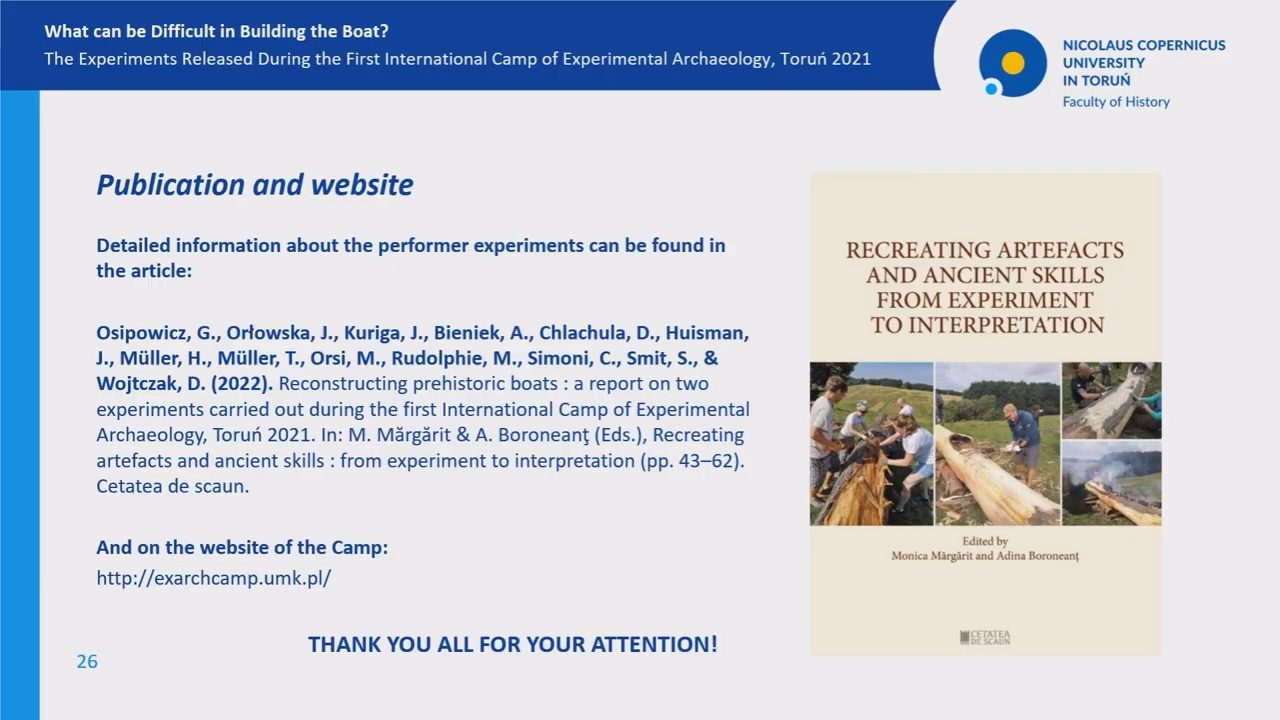 What can be Difficult in Building the Boat?
The Experiments Released During the First International Camp of Experimental Archaeology, Toruń 2021
NICOLAUS COPERNICUS
UNIVERSITY
IN TORUŃ
Faculty of History
Publication and website
Detailed information about the performer experiments can be found in
the article:
Osipowicz, G., Orłowska, J., Kuriga, J., Bieniek, A., Chlachula, D., Huisman,
J., Müller, H., Müller, T., Orsi, M., Rudolphie, M., Simoni, C., Smit, S., &
Wojtczak, D. (2022). Reconstructing prehistoric boats : a report on two
experiments carried out during the first International Camp of Experimental
Archaeology, Toruń 2021. In: M. Mărgărit & A. Boroneanţ (Eds.), Recreating
artefacts and ancient skills : from experiment to interpretation (pp. 43–62).
Cetatea de scaun.
And on the website of the Camp:
http://exarchcamp.umk.pl/
THANK YOU ALL FOR YOUR ATTENTION!
26
RECREATING ARTEFACTS
AND ANCIENT SKILLS
FROM EXPERIMENT
TO INTERPRETATION
Edited by
Monica Mărgărit and Adina Boroneanţ
CETATEA
DE SCAUN